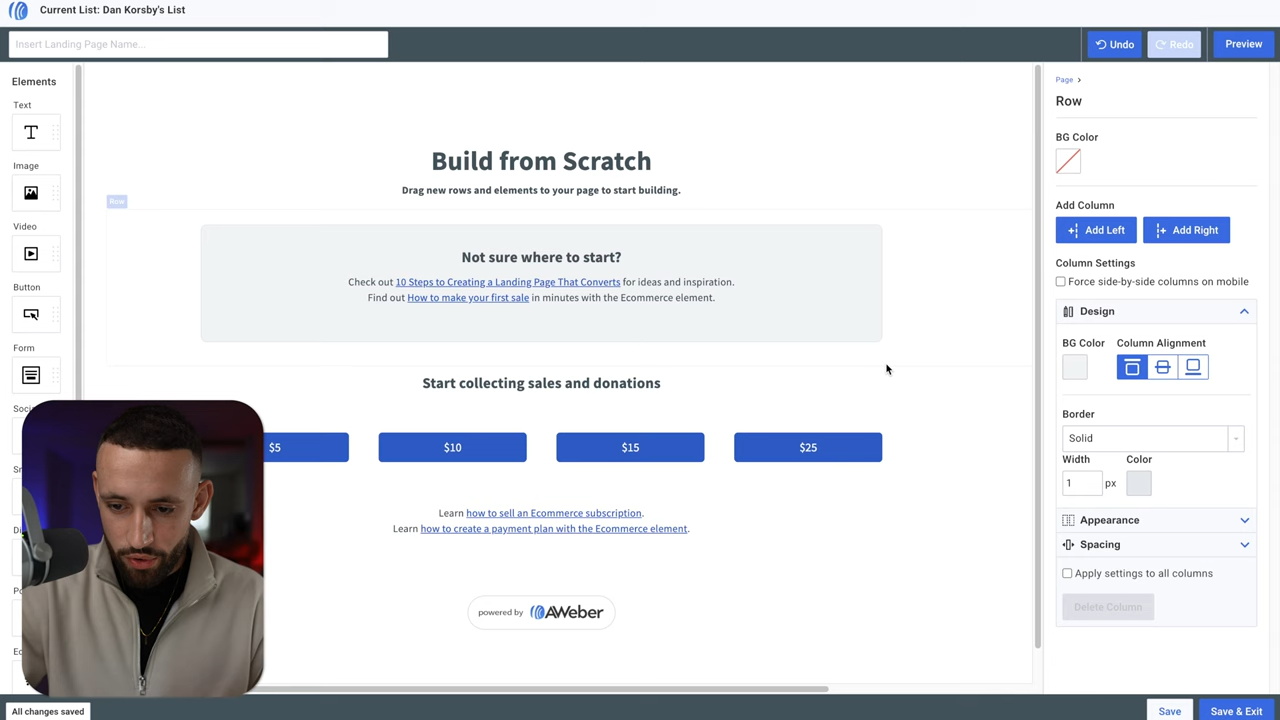 Current List: Dan Korsby's List
Insert Landing Page Name...
Undo
Redo
Preview
Elements
Text
T
Image
Video
Button
Form
Build from Scratch
Drag new rows and elements to your page to start building.
Row
Not sure where to start?
Check out 10 Steps to Creating a Landing Page That Converts for ideas and inspiration.
Find out How to make your first sale in minutes with the Ecommerce element.
Start collecting sales and donations
$5
$10
$15
$25
Learn how to sell an Ecommerce subscription.
Learn how to create a payment plan with the Ecommerce element.
powered by AWeber
Page >
Row
BG Color
Add Column
Add Left
Add Right
Column Settings
Force side-by-side columns on mobile
Design
BG Color
Column Alignment
Border
Solid
Width
Color
1 px
Appearance
Spacing
Apply settings to all columns
Delete Column
All changes saved
Save
Save & Exit